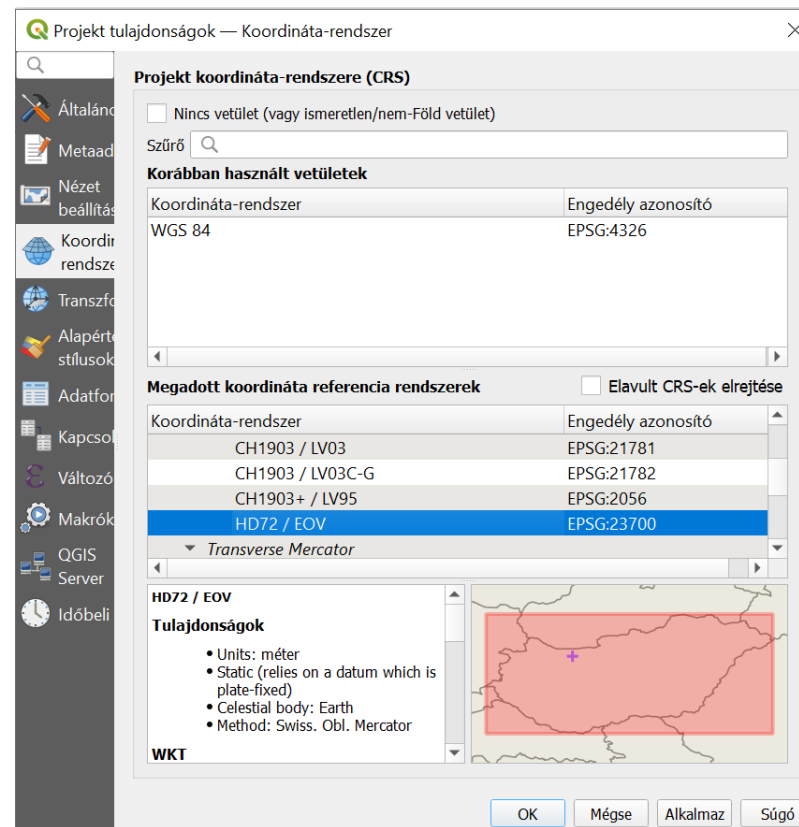 Projekt tulajdonságok — Koordináta-rendszer
Általáno
Metaad
Nézet
beállítás
Koordin
rendsze
Transzfo
Alapérte
stílusok
Adatfor
Kapcsol
Változó
Makrók
QGIS
Server
Időbeli
Projekt koordináta-rendszere (CRS)
Nincs vetület (vagy ismeretlen/nem-Föld vetület)
Szűrő
Korábban használt vetületek
Koordináta-rendszer Engedély azonosító
WGS 84 EPSG:4326
Megadott koordináta referencia rendszerek Elavult CRS-ek elrejtése
Koordináta-rendszer Engedély azonosító
CH1903 / LV03 EPSG:21781
CH1903 / LV03C-G EPSG:21782
CH1903+ / LV95 EPSG:2056
HD72 / EOV EPSG:23700
Transverse Mercator
HD72 / EOV
Tulajdonságok
• Units: méter
• Static (relies on a datum which is
plate-fixed)
• Celestial body: Earth
• Method: Swiss. Obl. Mercator
WKT
OK Mégse Alkalmaz Súgó